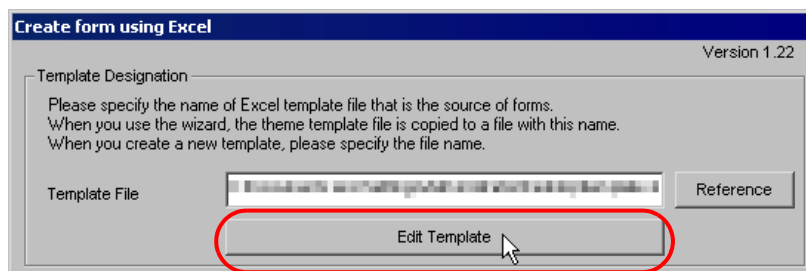 Create form using Excel
Version 1.22
Template Designation
Please specify the name of Excel template file that is the source of forms.
When you use the wizard, the theme template file is copied to a file with this name.
When you create a new template, please specify the file name.
Template File
Reference
Edit Template